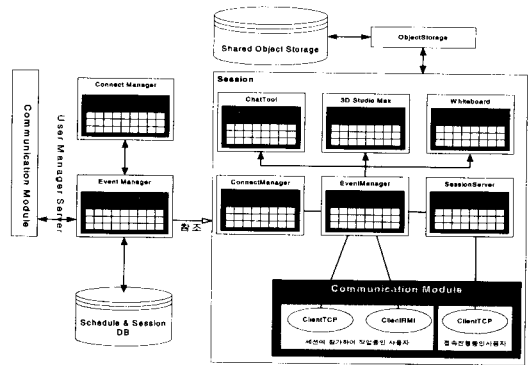 Shared Object Storage
ObjectStorage
Communication Module
User Manager Server
Connect Manager
Event Manager
Schedule & Session
DB
참조
Session
ChatTool
3D Studio Max
Whiteboard
ConnectManager
EventManager
SessionServer
Communication Module
ClientTCP
ClientRMI
ClientTCP
세션에 참가하여 작업중인 사용자
접속진행중인사용자